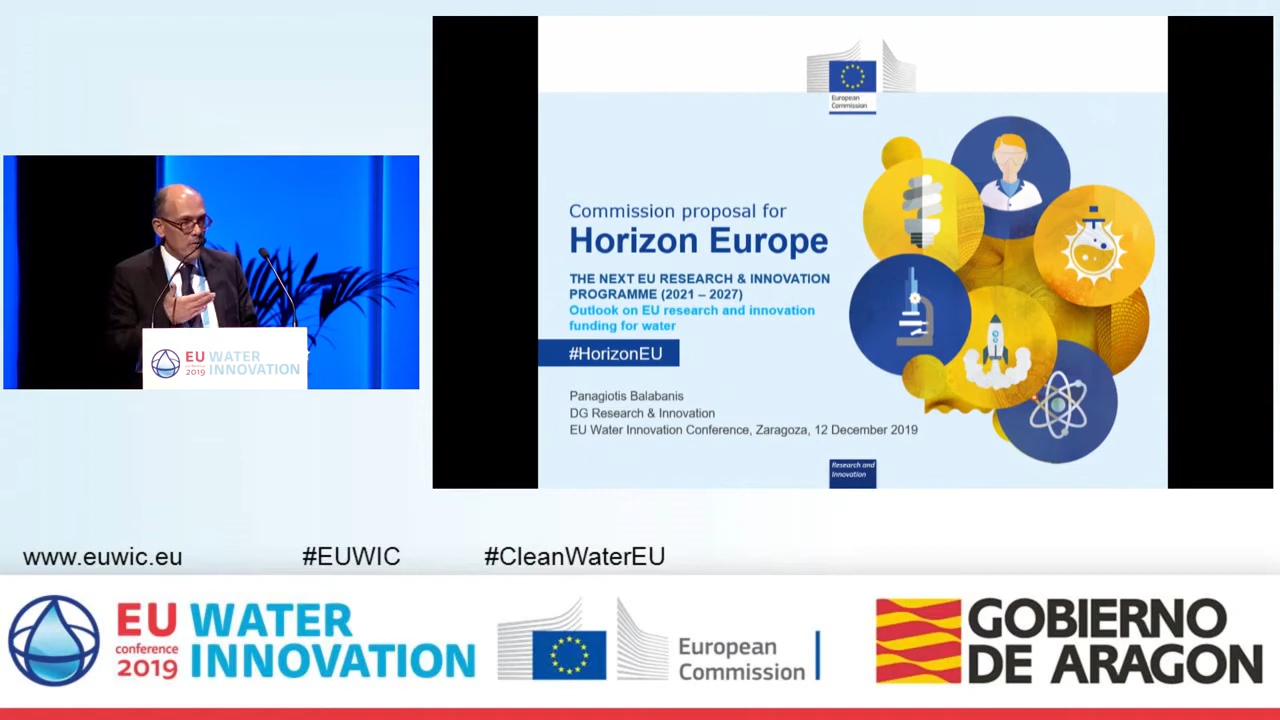 European
Commission
Commission proposal for
Horizon Europe
THE NEXT EU RESEARCH & INNOVATION
PROGRAMME (2021 – 2027)
Outlook on EU research and innovation
funding for water
#HorizonEU
Panagiotis Balabanis
DG Research & Innovation
EU Water Innovation Conference, Zaragoza, 12 December 2019
Research and
Innovation
EU WATER
2019 INNOVATION
www.euwic.eu #EUWIC #CleanWaterEU
EU WATER
conference
2019 INNOVATION
European
Commission
GOBIERNO
DE ARAGON